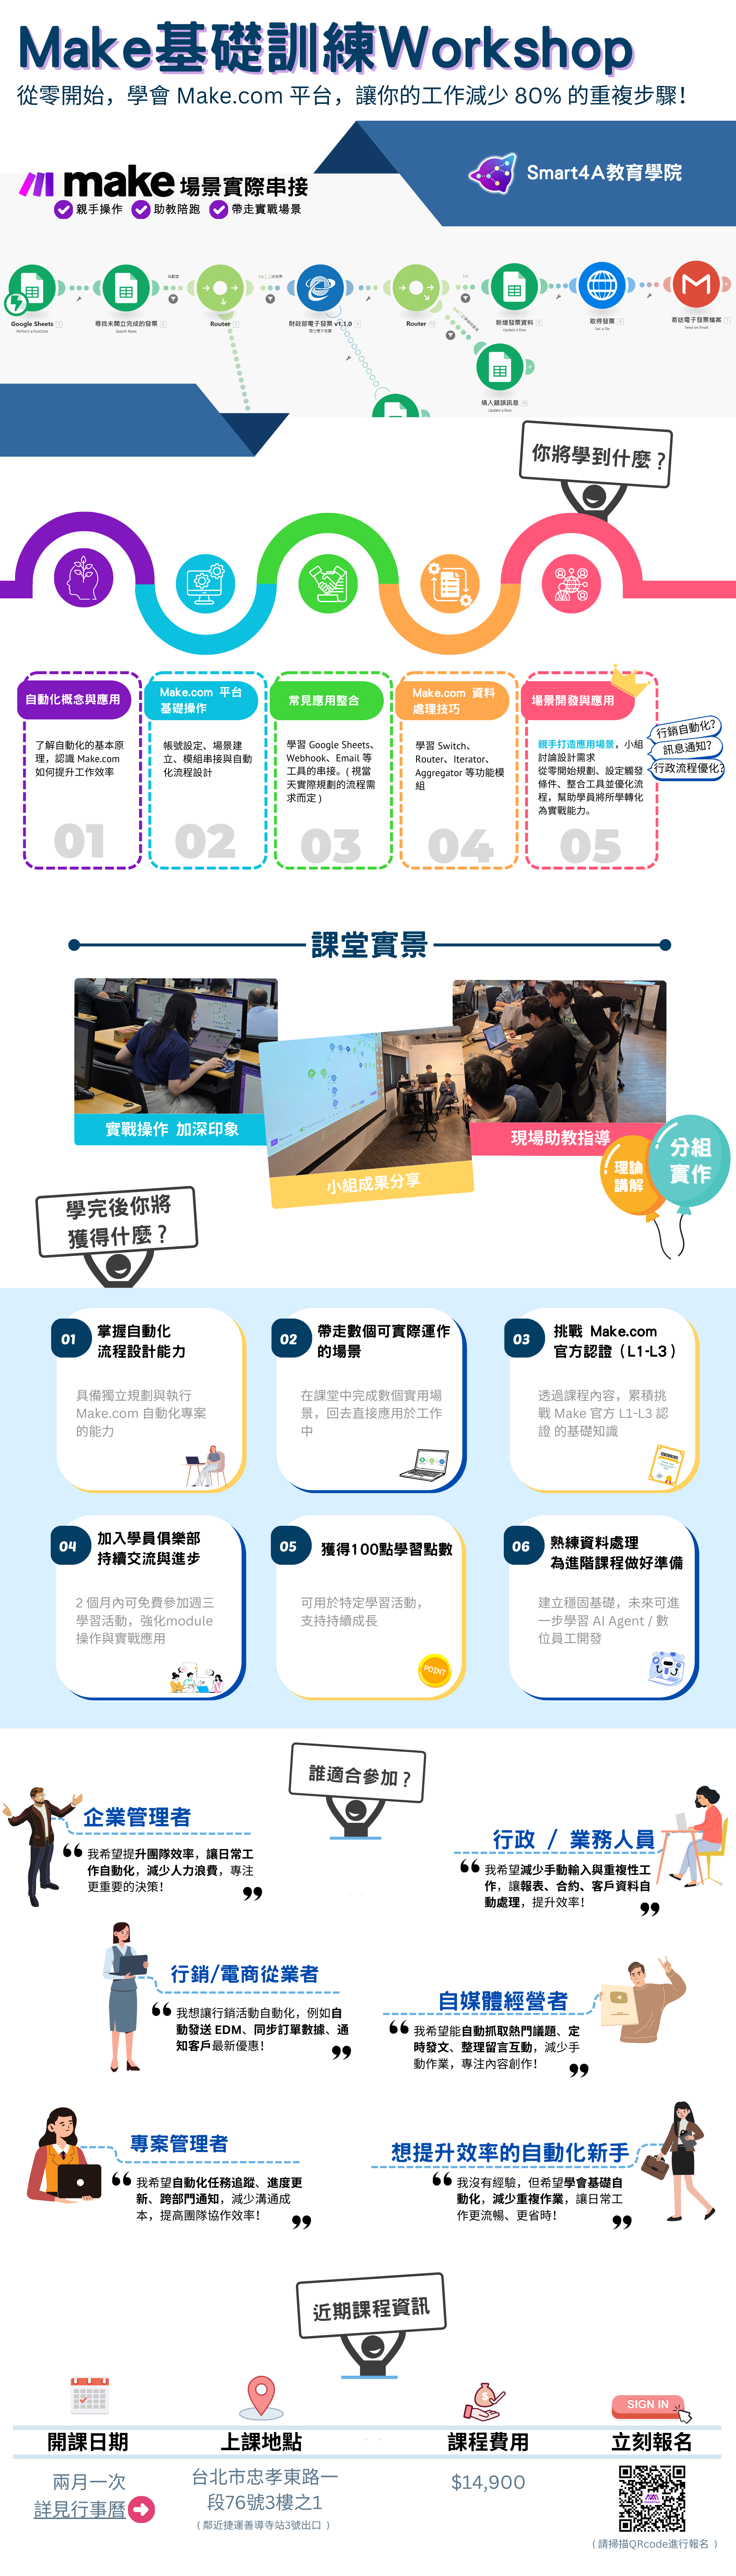 Make基礎訓練Workshop
從零開始，學會 Make.com 平台，讓你的工作減少 80% 的重複步驟！
make 場景實際串接
親手操作 助教陪跑 帶走實戰場景
Smart4A教育學院
Google Sheets
Perform a Function
尋找未開立完成的發票
Search Rows
Router
財政部電子發票 v1.1.0
Router
新增發票資料
Update a Row
取得發票
Get a file
寄送電子發票檔案
Send an Email
填入錯誤訊息
Update a Row
你將學到什麼？
自動化概念與應用
了解自動化的基本原
理，認識 Make.com
如何提升工作效率
01
Make.com 平台
基礎操作
帳號設定、場景建
立、模組串接與自動
化流程設計
02
常見應用整合
學習 Google Sheets、
Webhook、Email 等
工具的串接。( 視當
天實際規劃的流程需
求而定 )
03
Make.com 資料
處理技巧
學習 Switch、
Router、Iterator、
Aggregator 等功能模
組
04
場景開發與應用
親手打造應用場景，小組
討論設計需求
從零開始規劃、設定觸發
條件、整合工具並優化流
程，幫助學員將所學轉化
為實戰能力。
05
行銷自動化？
訊息通知？
行政流程優化？
課堂實景
實戰操作 加深印象
小組成果分享
現場助教指導
理論
講解
分組
實作
學完後你將
獲得什麼？
01
掌握自動化
流程設計能力
具備獨立規劃與執行
Make.com 自動化專案
的能力
02
帶走數個可實際運作
的場景
在課堂中完成數個實用場
景，回去直接應用於工作
中
03
挑戰 Make.com
官方認證（L1-L3）
透過課程內容，累積挑
戰 Make 官方 L1-L3 認
證 的基礎知識
04
加入學員俱樂部
持續交流與進步
2 個月內可免費參加週三
學習活動，強化module
操作與實戰應用
05
獲得100點學習點數
可用於特定學習活動，
支持持續成長
POINT
06
熟練資料處理
為進階課程做好準備
建立穩固基礎，未來可進
一步學習 AI Agent / 數
位員工開發
誰適合參加？
企業管理者
我希望提升團隊效率，讓日常工
作自動化，減少人力浪費，專注
更重要的決策！
行政 / 業務人員
我希望減少手動輸入與重複性工
作，讓報表、合約、客戶資料自
動處理，提升效率！
行銷/電商從業者
我想讓行銷活動自動化，例如自
動發送 EDM、同步訂單數據、通
知客戶最新優惠！
自媒體經營者
我希望能自動抓取熱門議題、定
時發文、整理留言互動，減少手
動作業，專注內容創作！
專案管理者
我希望自動化任務追蹤、進度更
新、跨部門通知，減少溝通成
本，提高團隊協作效率！
想提升效率的自動化新手
我沒有經驗，但希望學會基礎自
動化，減少重複作業，讓日常工
作更流暢、更省時！
近期課程資訊
開課日期
兩月一次
詳見行事曆
上課地點
台北市忠孝東路一
段76號3樓之1
( 鄰近捷運善導寺站3號出口 )
課程費用
$14,900
SIGN IN
立刻報名
( 請掃描QRcode進行報名 )